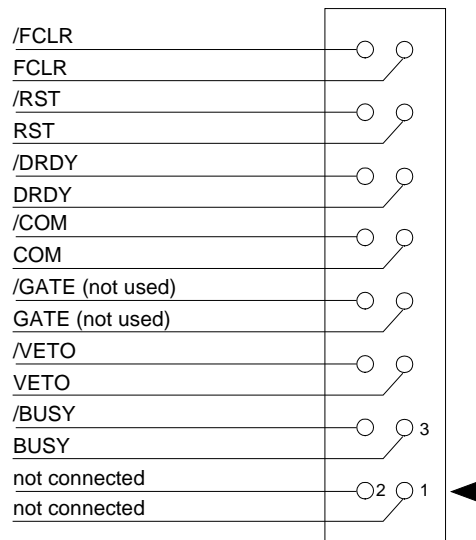 /FCLR
FCLR
/RST
RST
/DRDY
DRDY
/COM
COM
/GATE (not used)
GATE (not used)
/VETO
VETO
/BUSY
3
BUSY
not connected
2 1
not connected